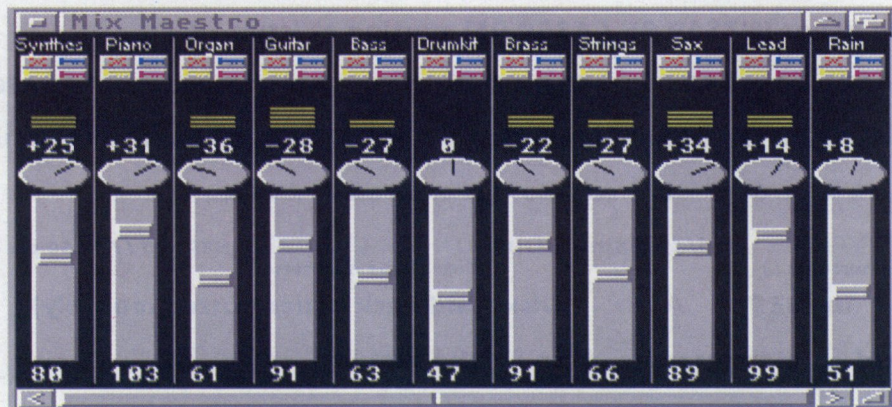 Mix Maestro
Synthes Piano Organ Guitar Bass Drumkit Brass Strings Sax Lead Rain
+25 +31 -36 -28 -27 0 -22 -27 +34 +14 +8
80 103 61 91 63 47 91 66 89 99 51